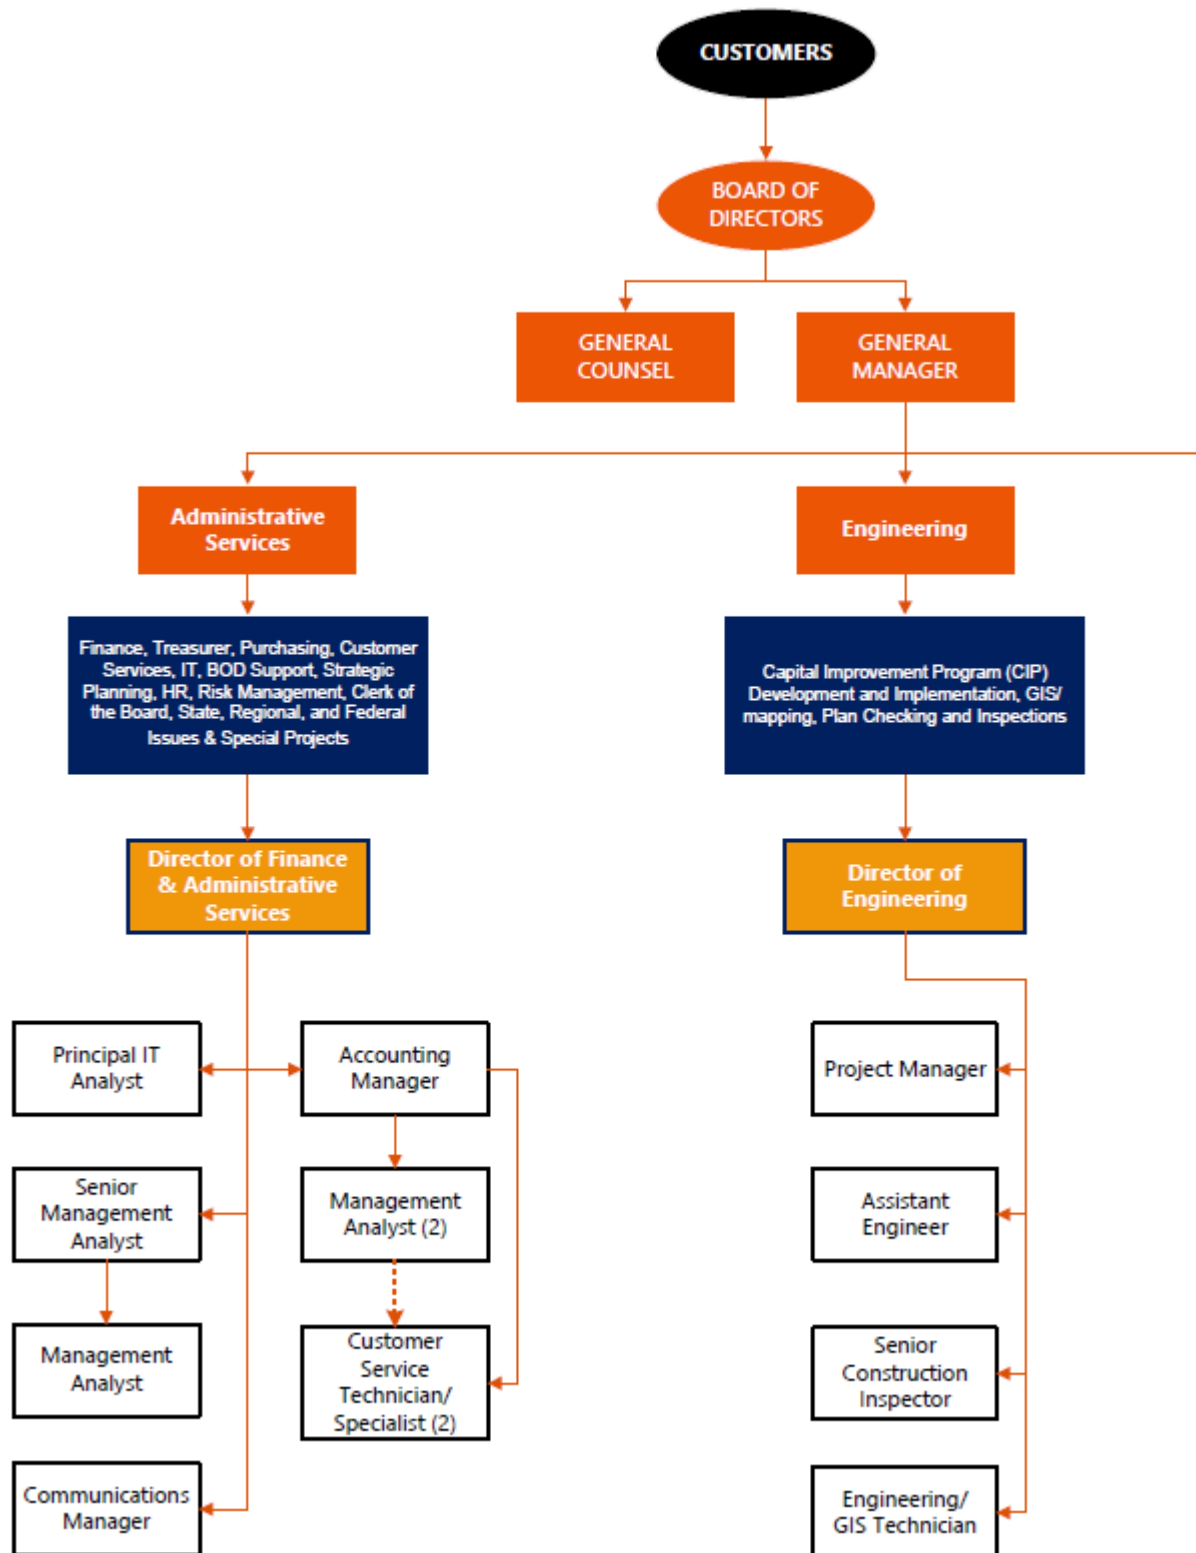 CUSTOMERS
BOARD OF
DIRECTORS
GENERAL
COUNSEL
GENERAL
MANAGER
Administrative
Services
Engineering
Finance, Treasurer, Purchasing, Customer
Services, IT, BOD Support, Strategic
Planning, HR, Risk Management, Clerk of
the Board, State, Regional, and Federal
Issues & Special Projects
Capital Improvement Program (CIP)
Development and Implementation, GIS/
mapping, Plan Checking and Inspections
Director of Finance
& Administrative
Services
Director of
Engineering
Principal IT
Analyst
Accounting
Manager
Project Manager
Senior
Management
Analyst
Management
Analyst (2)
Assistant
Engineer
Management
Analyst
Customer
Service
Technician/
Specialist (2)
Senior
Construction
Inspector
Communications
Manager
Engineering/
GIS Technician